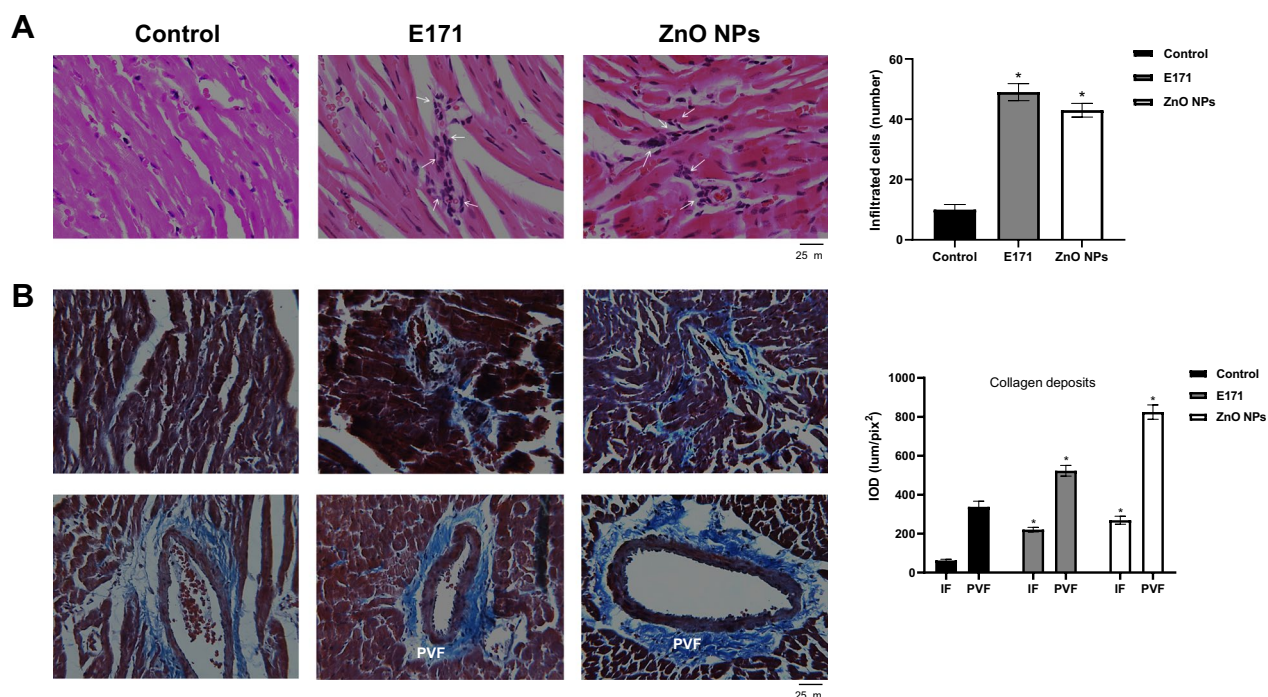 A
Control
E171
ZnO NPs
Infiltrated cells (number)
60
40
20
0
*
*
Control
E171
ZnO NPs
Control
E171
ZnO NPs
25 m
B
PVF
PVF
25 m
Collagen deposits
IOD (lum/pix²)
1000
800
600
400
200
0
*
*
*
*
IF PVF IF PVF IF PVF
Control
E171
ZnO NPs